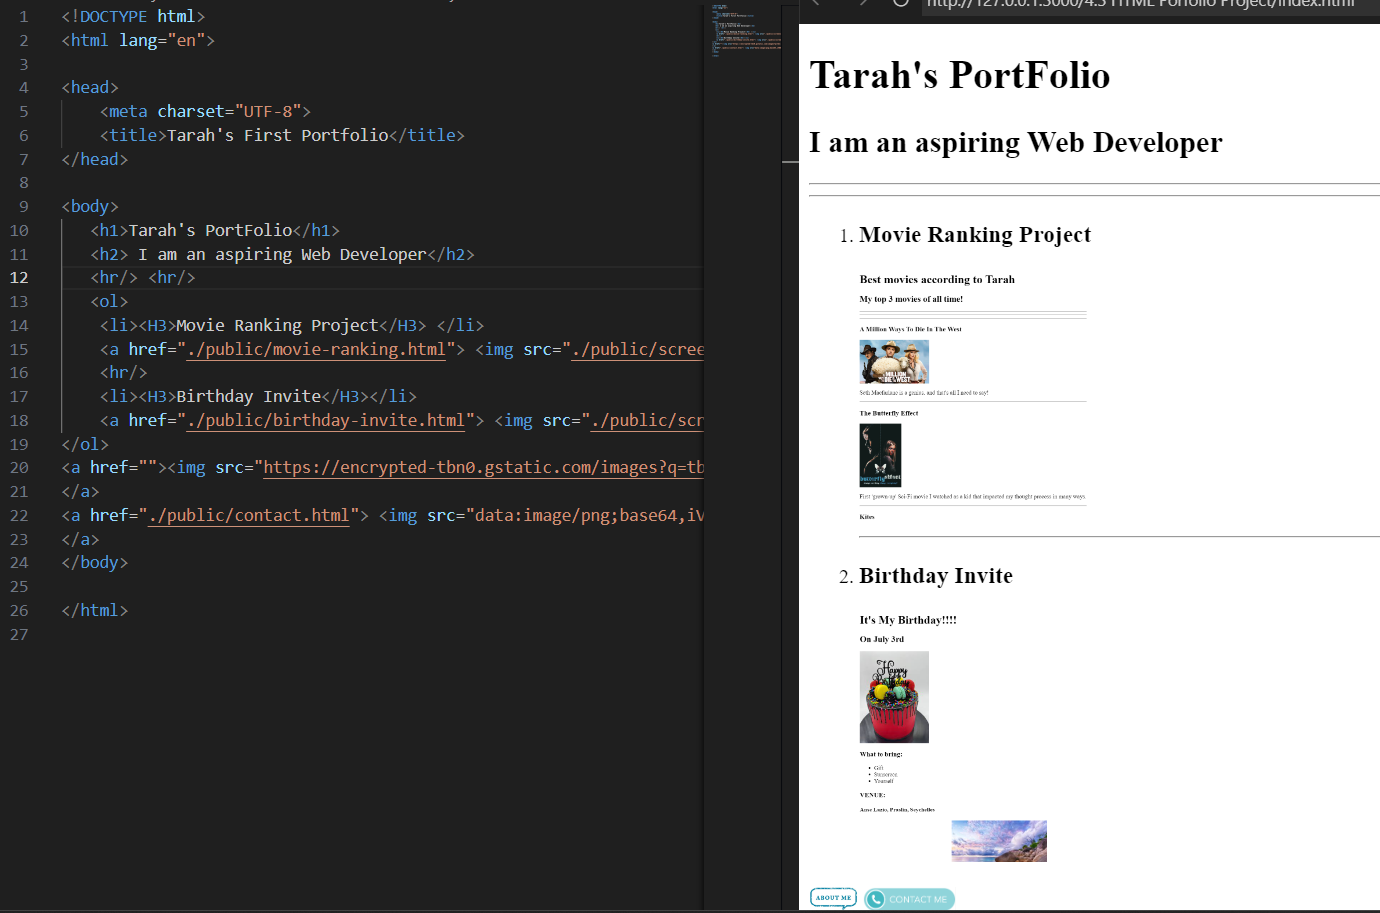 1 <!DOCTYPE html>
2 <html lang="en">
3
4 <head>
5 <meta charset="UTF-8">
6 <title>Tarah's First Portfolio</title>
7 </head>
8
9 <body>
10 <h1>Tarah's PortFolio</h1>
11 <h2> I am an aspiring Web Developer</h2>
12 <hr/> <hr/>
13 <ol>
14 <li><H3>Movie Ranking Project</H3> </li>
15 <a href="./public/movie-ranking.html"> <img src="./public/scree
16 <hr/>
17 <li><H3>Birthday Invite</H3></li>
18 <a href="./public/birthday-invite.html"> <img src="./public/scr
19 </ol>
20 <a href=""><img src="https://encrypted-tbn0.gstatic.com/images?q=tb
21 </a>
22 <a href="./public/contact.html"> <img src="data:image/png;base64,iV
23 </a>
24 </body>
25
26 </html>
27
http://127.0.0.1:3000/4.3 HTML Porfolio Project/index.html
Tarah's PortFolio
I am an aspiring Web Developer
1. Movie Ranking Project
Best movies according to Tarah
My top 3 movies of all time!
A Million Ways To Die In The West
MILLION
DIE IN THE WEST
Seth Macfarlane is a genius, and that's all I need to say!
The Butterfly Effect
butterfly effect
First 'grown up' Sci-Fi movie I watched as a kid that impacted my thought process in many ways.
Kites
2. Birthday Invite
It's My Birthday!!!!
On July 3rd
Happy
Birthday
What to bring:
• Gift
• Sunscreen
• Yourself
VENUE:
Anse Lazio, Praslin, Seychelles
ABOUT ME
CONTACT ME